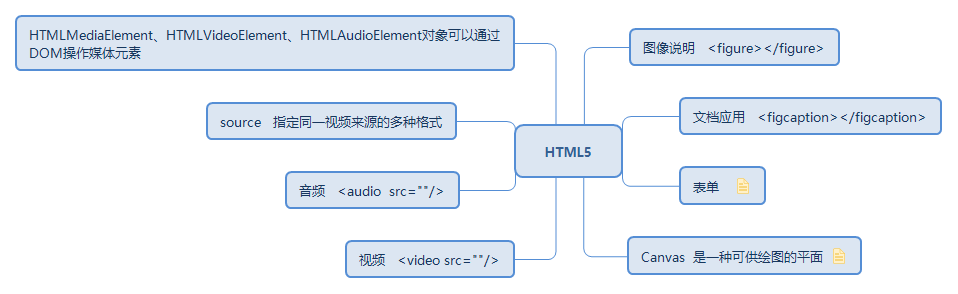 HTMLMediaElement、HTMLVideoElement、HTMLAudioElement对象可以通过
DOM操作媒体元素
source 指定同一视频来源的多种格式
音频 <audio src=""/>
视频 <video src=""/>
HTML5
图像说明 <figure></figure>
文档应用 <figcaption></figcaption>
表单
Canvas 是一种可供绘图的平面